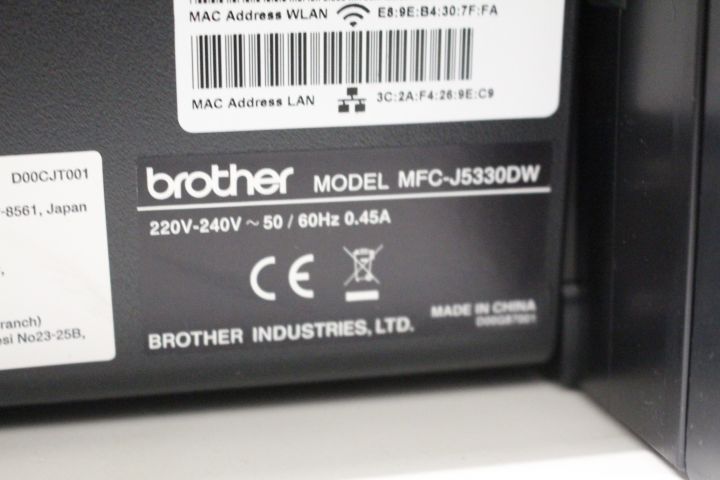 MAC Address WLAN E8:9E:B4:30:7F:FA
MAC Address LAN 3C:2A:F4:26:9E:C9
D00CJT001
-8561, Japan
ranch)
esi No23-25B,
brother MODEL MFC-J5330DW
220V-240V ~ 50 / 60Hz 0.45A
CE
MADE IN CHINA
BROTHER INDUSTRIES, LTD.